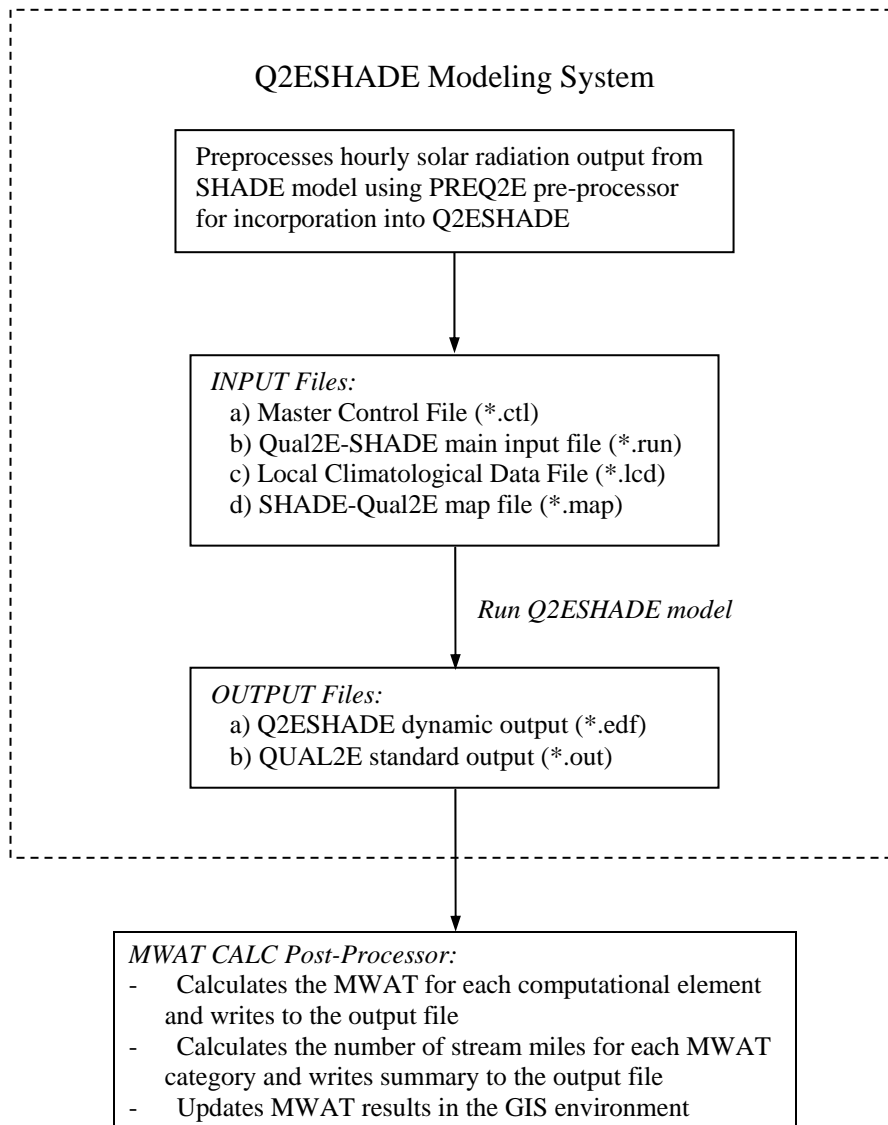 Q2ESHADE Modeling System
Preprocesses hourly solar radiation output from
SHADE model using PREQ2E pre-processor
for incorporation into Q2ESHADE
INPUT Files:
a) Master Control File (*.ctl)
b) Qual2E-SHADE main input file (*.run)
c) Local Climatological Data File (*.lcd)
d) SHADE-Qual2E map file (*.map)
Run Q2ESHADE model
OUTPUT Files:
a) Q2ESHADE dynamic output (*.edf)
b) QUAL2E standard output (*.out)
MWAT CALC Post-Processor:
- Calculates the MWAT for each computational element
and writes to the output file
- Calculates the number of stream miles for each MWAT
category and writes summary to the output file
- Updates MWAT results in the GIS environment